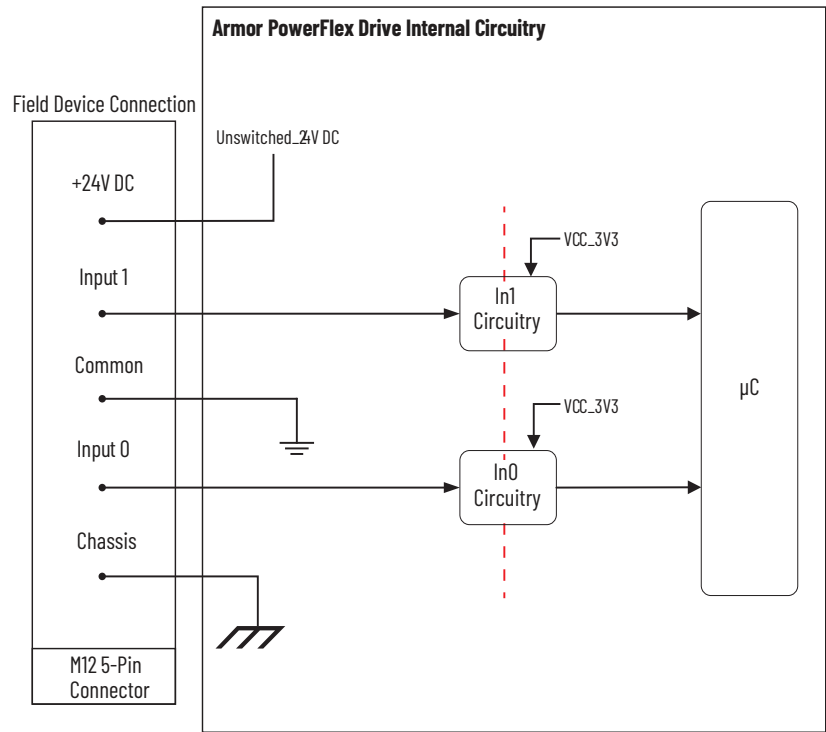 Armor PowerFlex Drive Internal Circuitry
Field Device Connection
Unswitched_24V DC
+24V DC
VCC_3V3
Input 1
In1
Circuitry
Common
µC
VCC_3V3
Input 0
In0
Circuitry
Chassis
M12 5-Pin
Connector